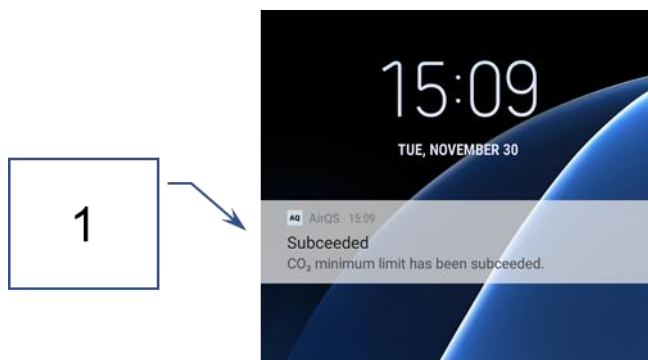 1
15:09
TUE, NOVEMBER 30
AQ AirQS 15:09
Subceeded
CO₂ minimum limit has been subceeded.